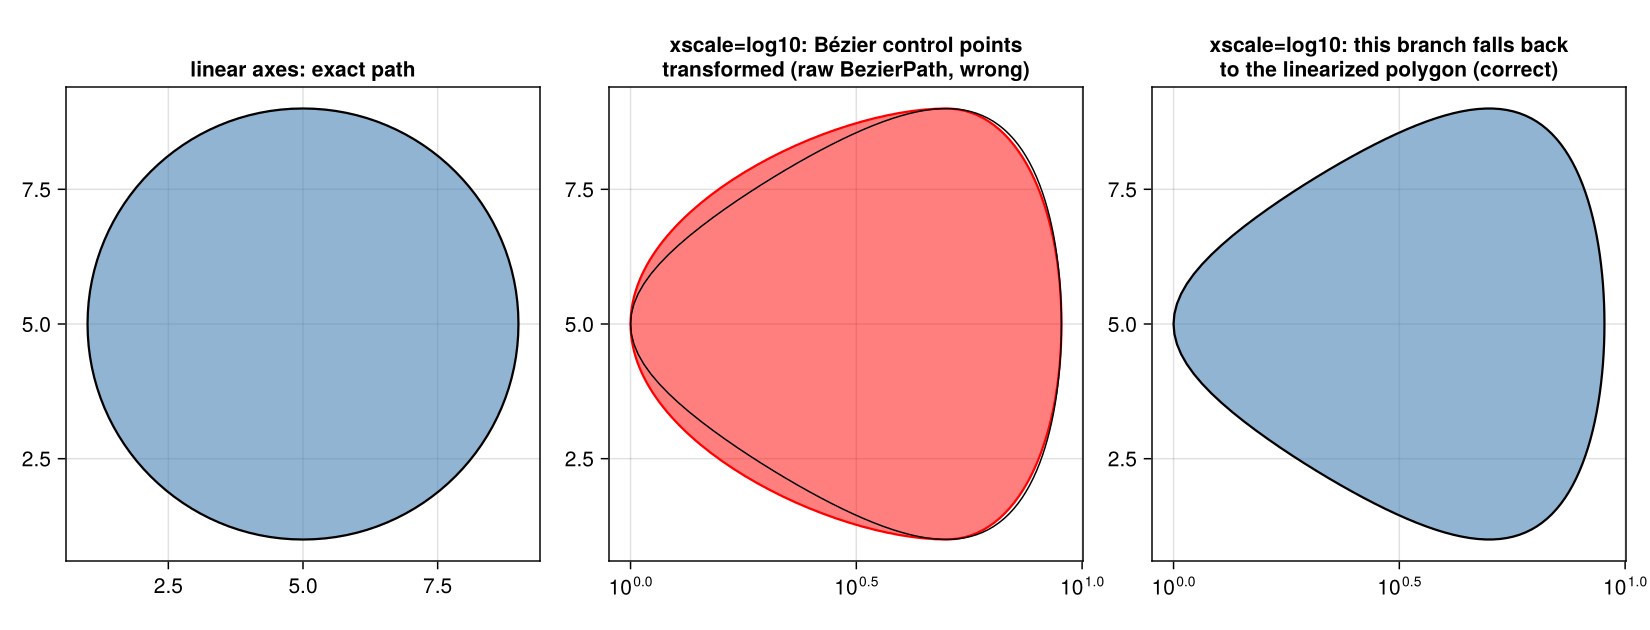 linear axes: exact path
7.5
5.0
2.5
2.5 5.0 7.5
xscale=log10: Bézier control points
transformed (raw BezierPath, wrong)
7.5
5.0
2.5
10^0.0 10^0.5 10^1.0
xscale=log10: this branch falls back
to the linearized polygon (correct)
7.5
5.0
2.5
10^0.0 10^0.5 10^1.0